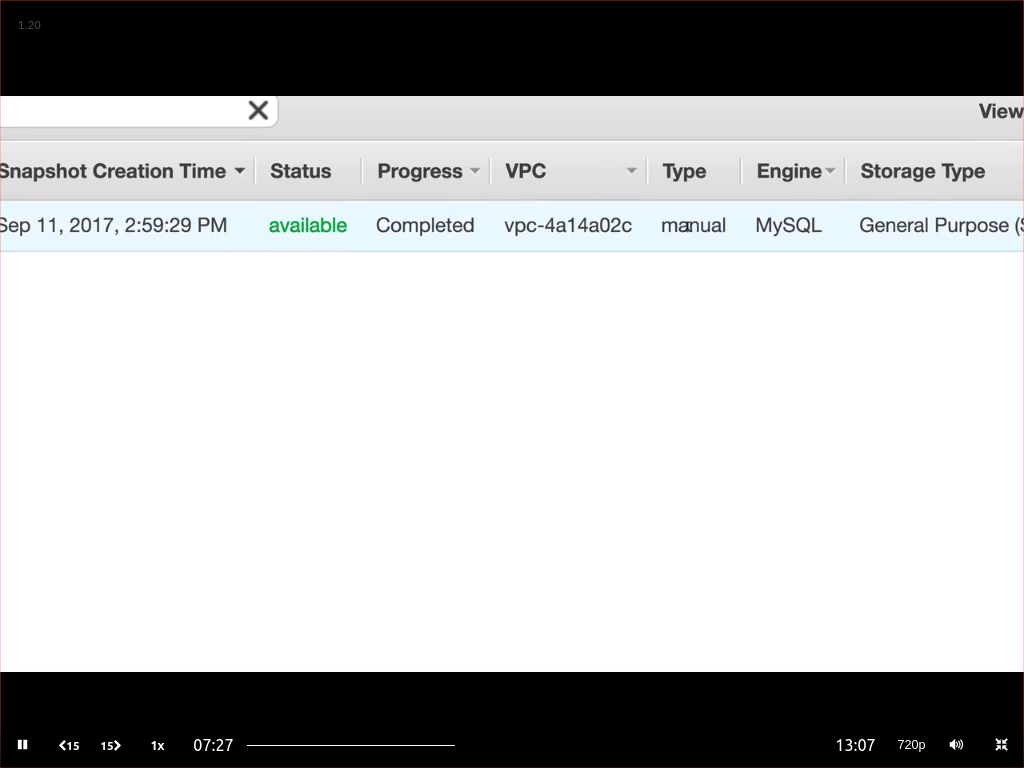 1.20
View
Snapshot Creation Time Status Progress VPC Type Engine Storage Type
Sep 11, 2017, 2:59:29 PM available Completed vpc-4a14a02c manual MySQL General Purpose (S
15 15 1x 07:27 13:07 720p